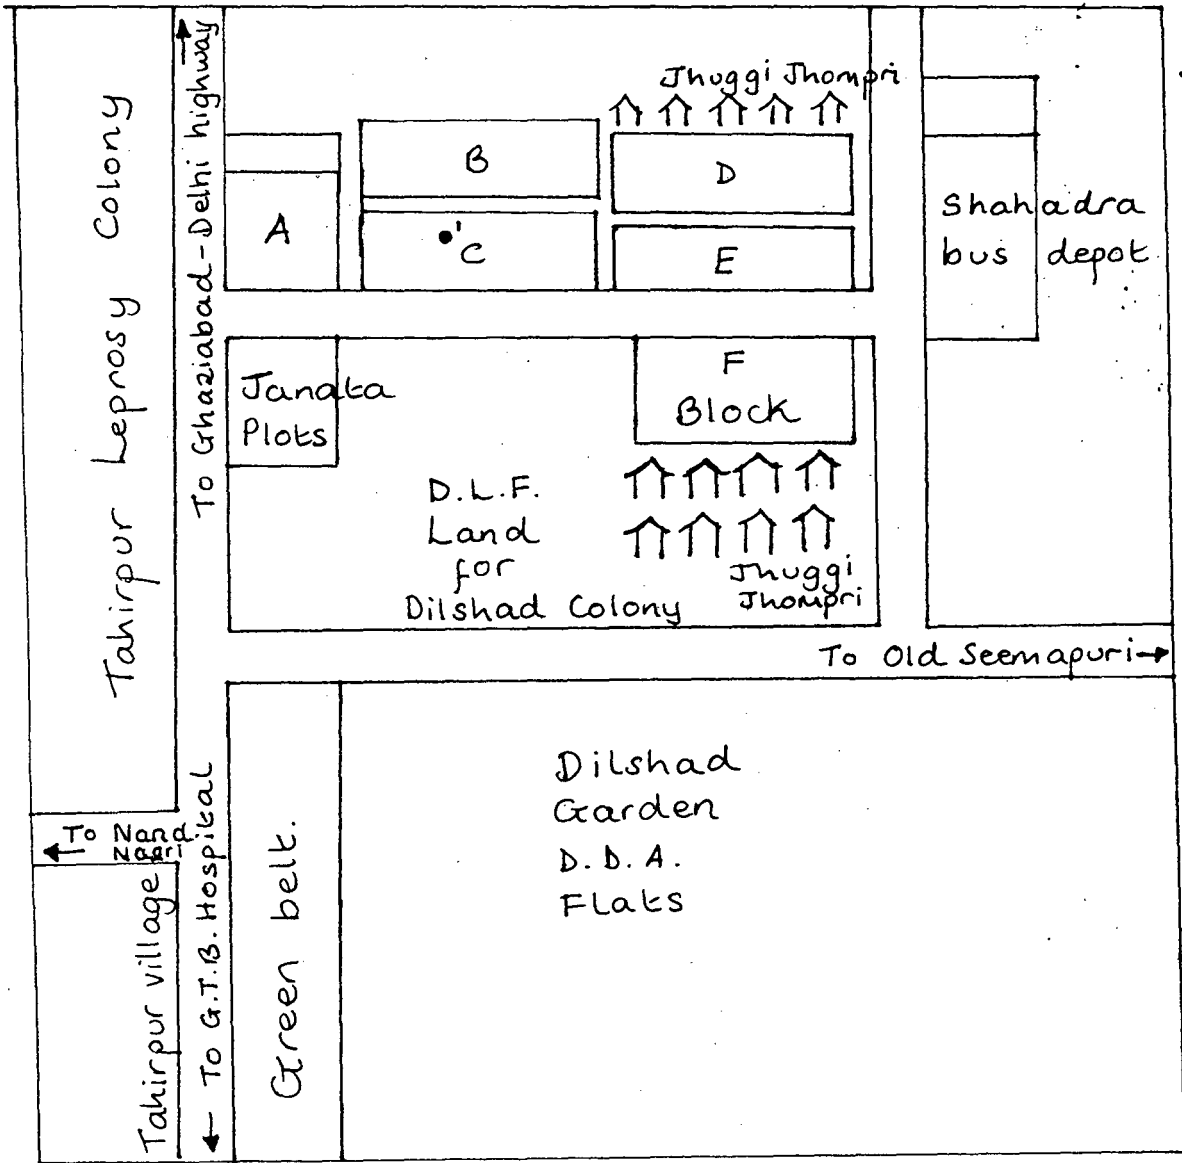 Tahirpur Leprosy Colony
To Ghaziabad-Delhi highway
Jhuggi Jhompri
A
B
'C
D
E
Shahadra
bus depot
Janata
Plots
F
Block
D.L.F.
Land
for
Dilshad Colony
Jhuggi
Jhompri
To Old Seemapuri
To Nand
Nagri
Tahirpur village
To G.T.B. Hospital
Green belt.
Dilshad
Garden
D.D.A.
Flats